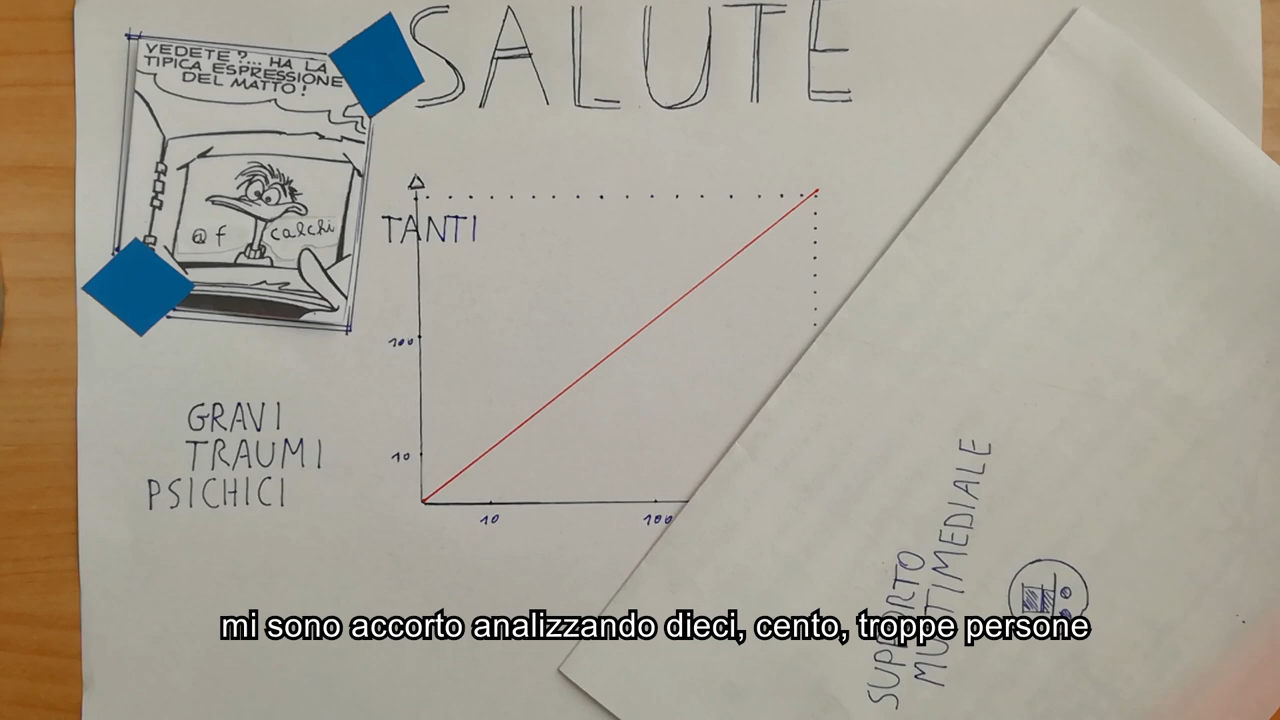 SALUTE
VEDETE?... HA LA
TIPICA ESPRESSIONE
DEL MATTO!
@f calchi
TANTI
100
10
10 100
GRAVI
TRAUMI
PSICHICI
SUPPORTO
MULTIMEDIALE
mi sono accorto analizzando dieci, cento, troppe persone